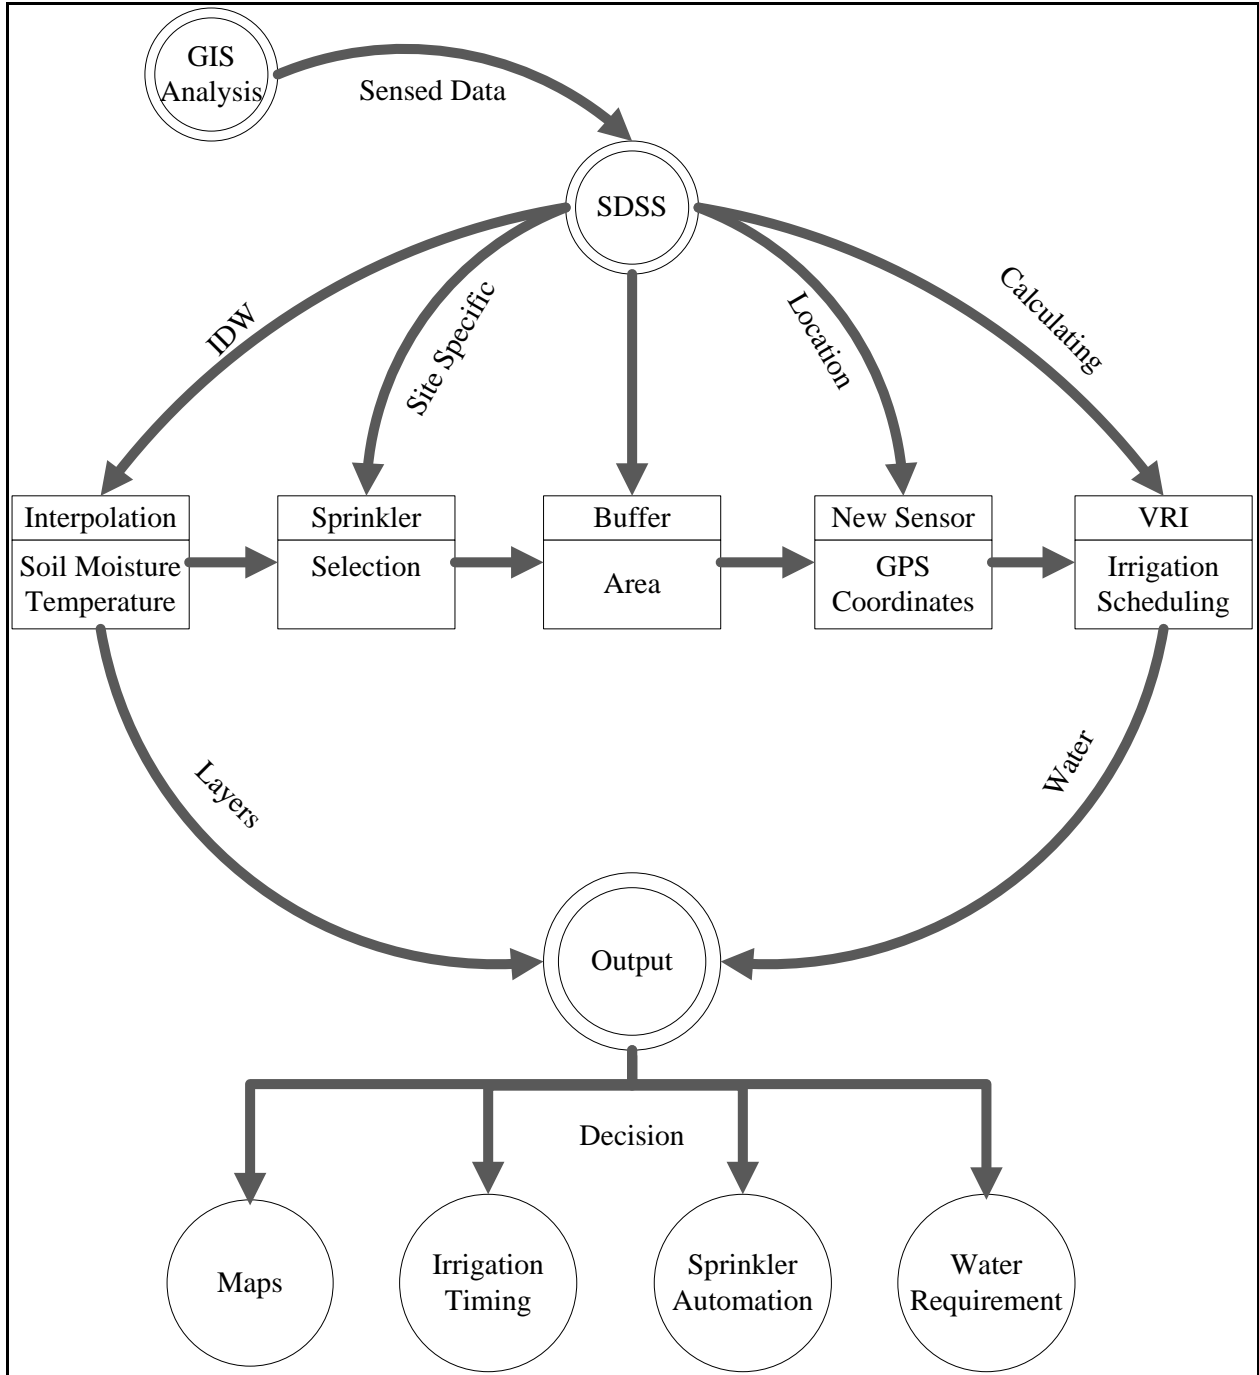 GIS
Analysis
Sensed Data
SDSS
IDW
Site Specific
Location
Calculating
Interpolation
Soil Moisture
Temperature
Sprinkler
Selection
Buffer
Area
New Sensor
GPS
Coordinates
VRI
Irrigation
Scheduling
Layers
Water
Output
Decision
Maps
Irrigation
Timing
Sprinkler
Automation
Water
Requirement